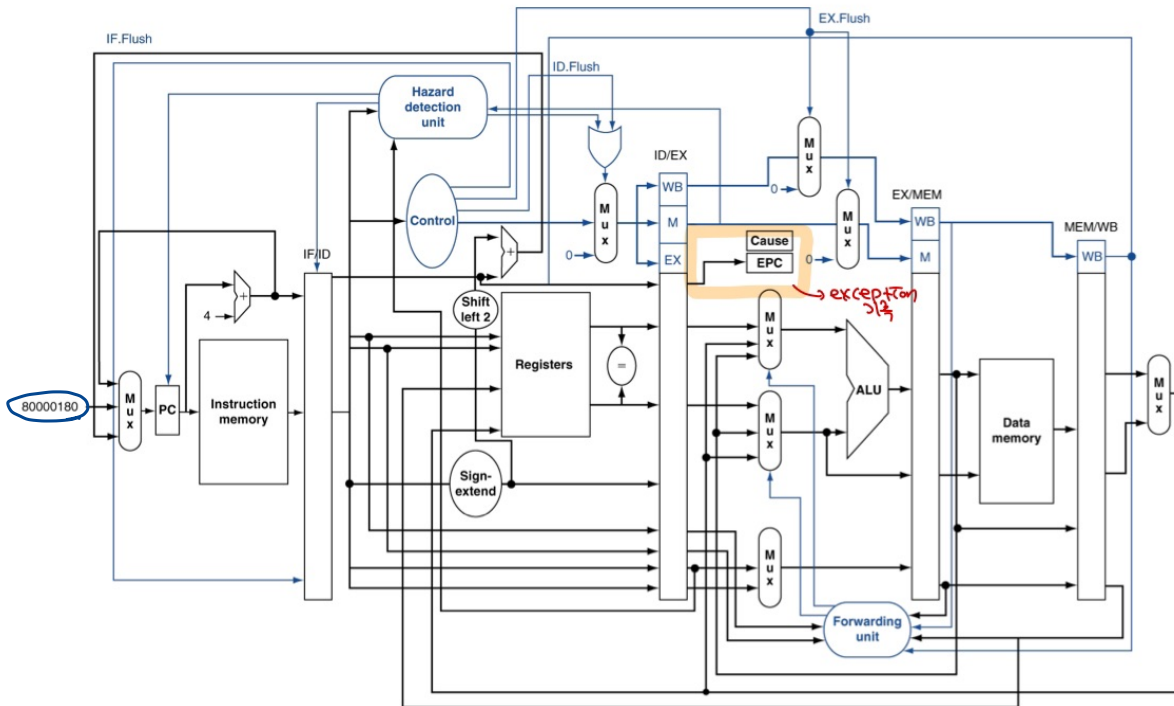 IF.Flush
EX.Flush
ID.Flush
Hazard
detection
unit
Control
M
u
x
0
ID/EX
WB
M
EX
Cause
EPC
M
u
x
0
M
u
x
0
EX/MEM
WB
M
MEM/WB
WB
exception
IF/ID
+
4
+
Shift
left 2
80000180
M
u
x
PC
Instruction
memory
Registers
=
Sign-
extend
M
u
x
M
u
x
M
u
x
ALU
Data
memory
M
u
x
Forwarding
unit